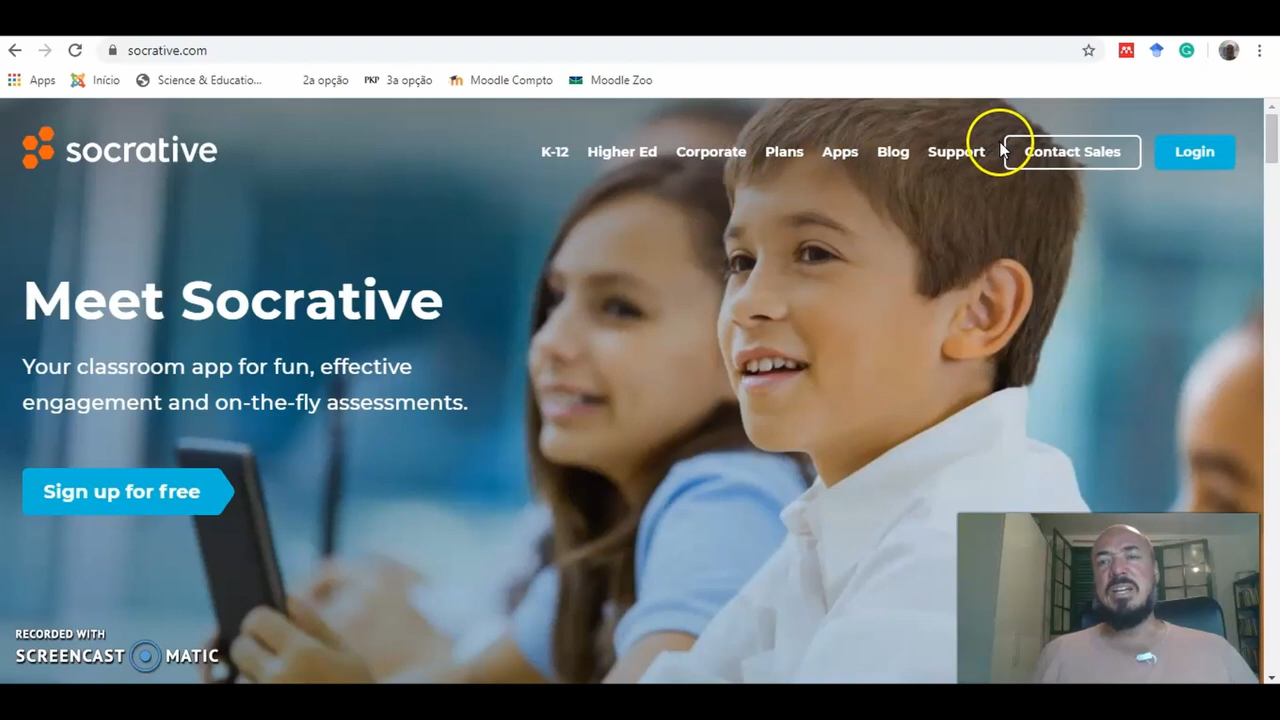 socrative.com
Apps Início Science & Educatio... 2a opção PKP 3a opção Moodle Compto Moodle Zoo
socrative K-12 Higher Ed Corporate Plans Apps Blog Support Contact Sales Login
Meet Socrative
Your classroom app for fun, effective
engagement and on-the-fly assessments.
Sign up for free
RECORDED WITH
SCREENCAST MATIC